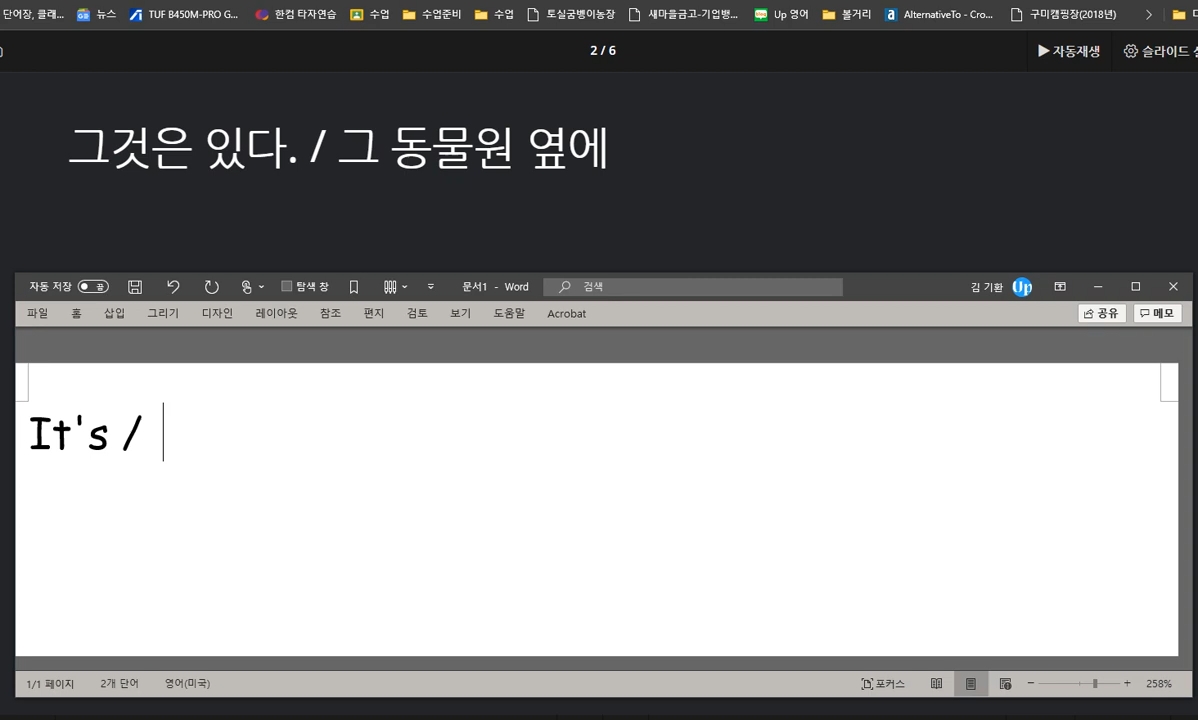 단어장, 클래... 뉴스 TUF B450M-PRO G... 한컴 타자연습 수업 수업준비 수업 토실굼벵이농장 새마을금고-기업뱅... Up 영어 볼거리 AlternativeTo - Cro... 구미캠핑장(2018년)
2 / 6 자동재생 슬라이드
그것은 있다. / 그 동물원 옆에
자동 저장 끔 탐색 창 문서1 - Word 검색 김 기환 Up
파일 홈 삽입 그리기 디자인 레이아웃 참조 편지 검토 보기 도움말 Acrobat 공유 메모
It's /
1/1 페이지 2개 단어 영어(미국) 포커스 258%